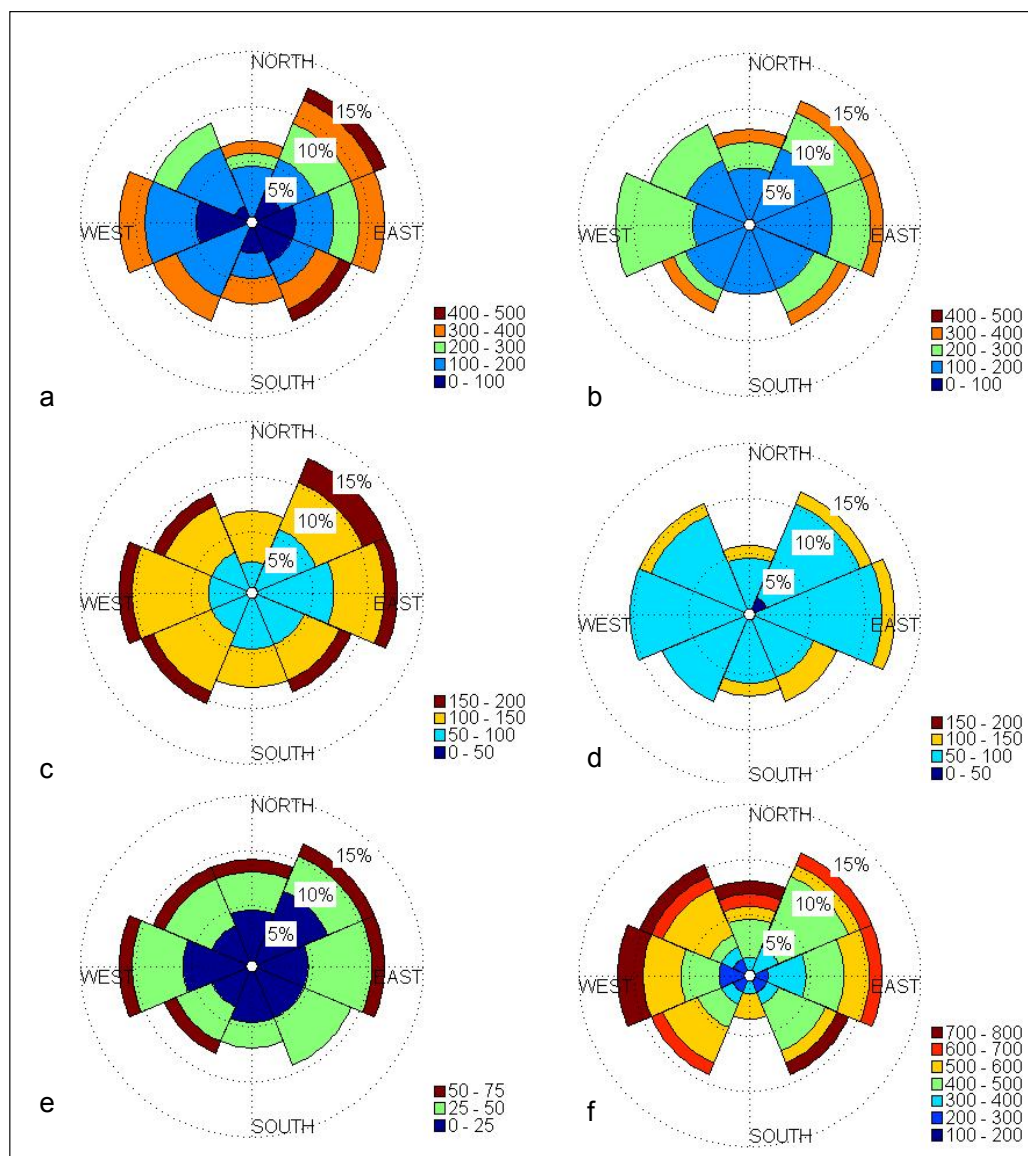 NORTH
15%
10%
5%
WEST
EAST
SOUTH
400 - 500
300 - 400
200 - 300
100 - 200
0 - 100
a
NORTH
15%
10%
5%
WEST
EAST
SOUTH
400 - 500
300 - 400
200 - 300
100 - 200
0 - 100
b
NORTH
15%
10%
5%
WEST
EAST
SOUTH
150 - 200
100 - 150
50 - 100
0 - 50
c
NORTH
15%
10%
5%
WEST
EAST
SOUTH
150 - 200
100 - 150
50 - 100
0 - 50
d
NORTH
15%
10%
5%
WEST
EAST
SOUTH
50 - 75
25 - 50
0 - 25
e
NORTH
15%
10%
5%
WEST
EAST
SOUTH
700 - 800
600 - 700
500 - 600
400 - 500
300 - 400
200 - 300
100 - 200
f